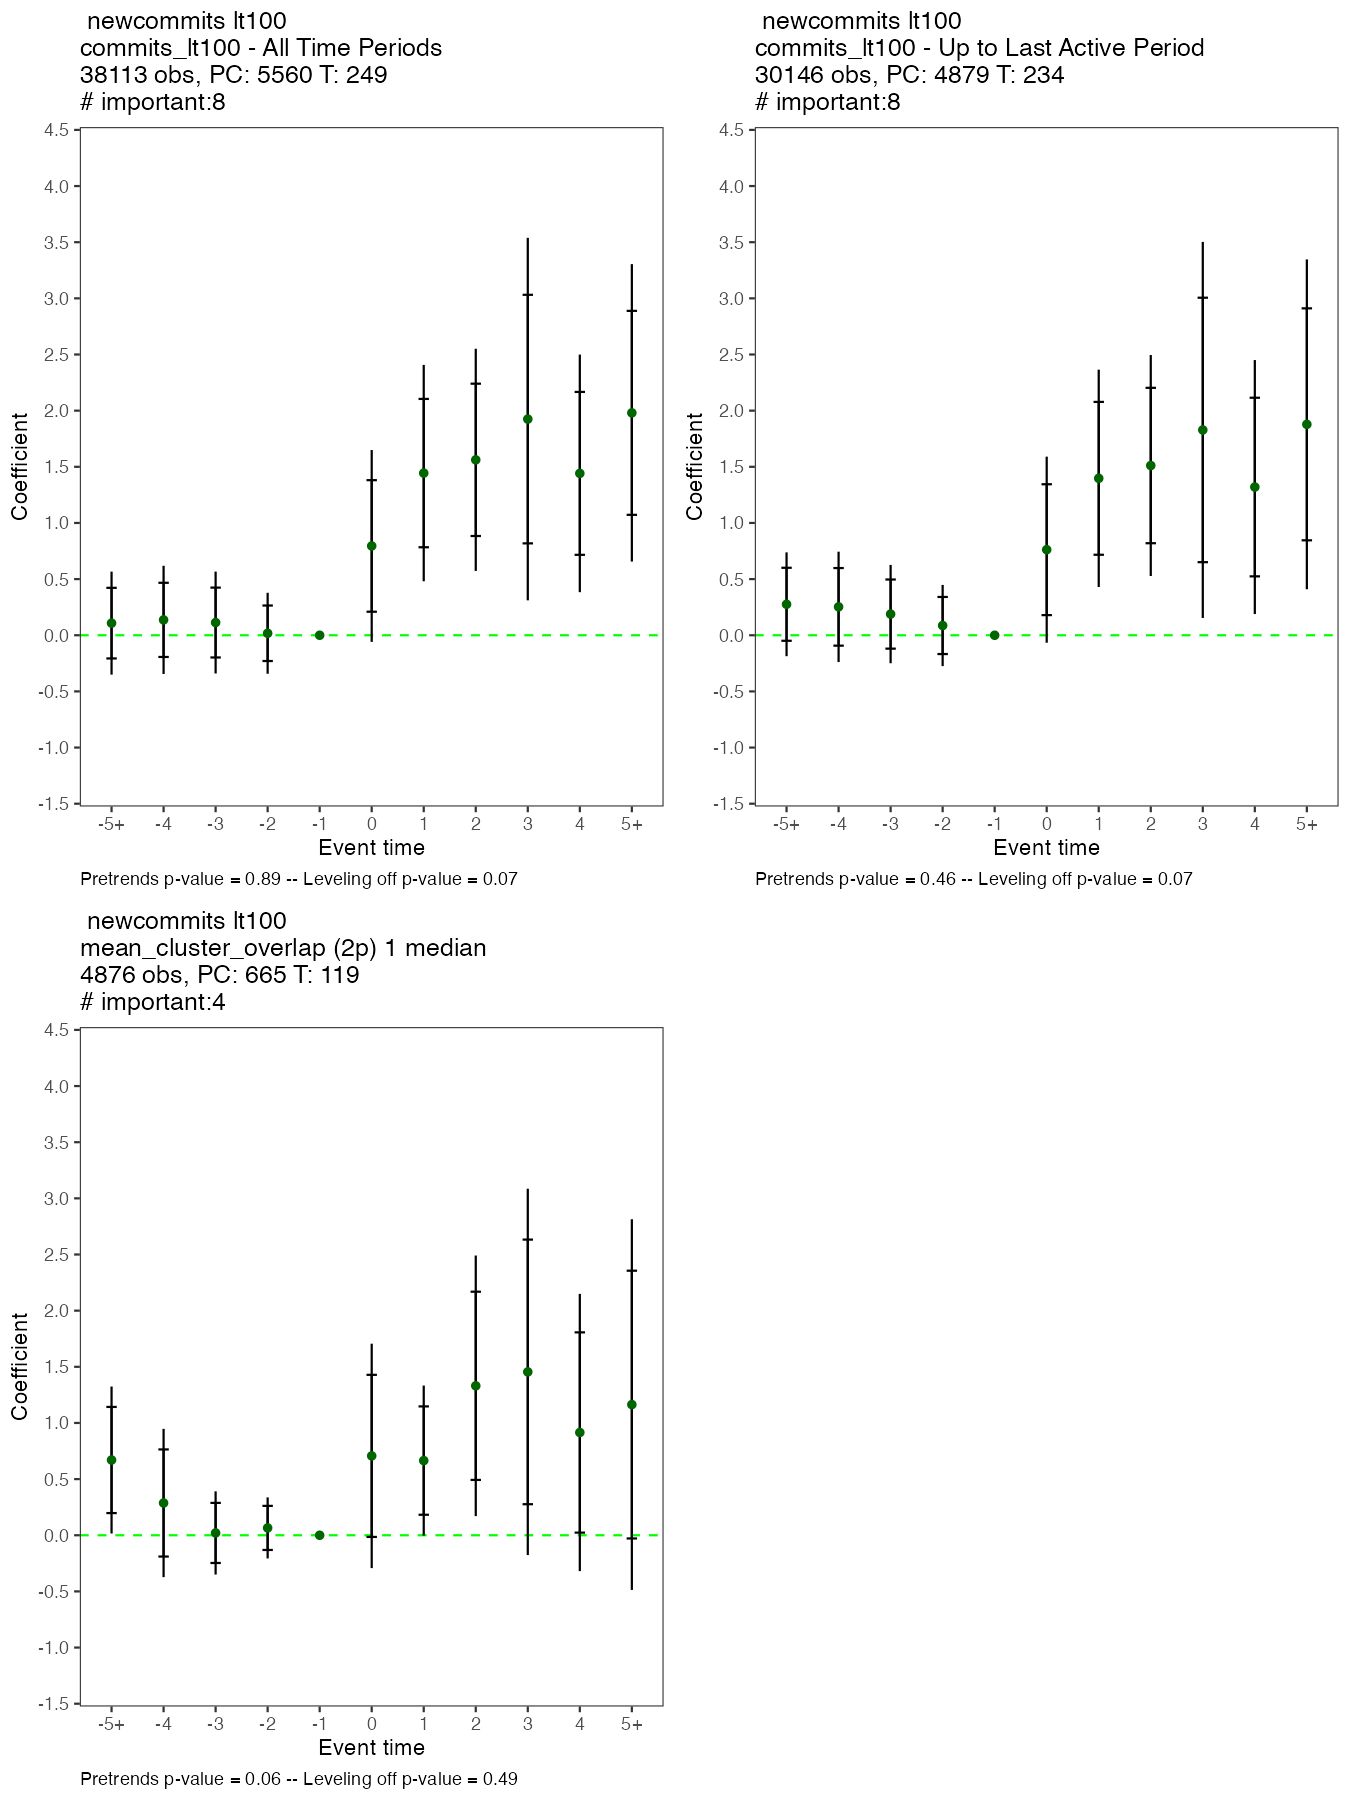 newcommits lt100
commits_lt100 - All Time Periods
38113 obs, PC: 5560 T: 249
# important:8
4.5
4.0
3.5
3.0
2.5
2.0
1.5
1.0
0.5
0.0
-0.5
-1.0
-1.5
Coefficient
-5+ -4 -3 -2 -1 0 1 2 3 4 5+
Event time
Pretrends p-value = 0.89 -- Leveling off p-value = 0.07
newcommits lt100
commits_lt100 - Up to Last Active Period
30146 obs, PC: 4879 T: 234
# important:8
4.5
4.0
3.5
3.0
2.5
2.0
1.5
1.0
0.5
0.0
-0.5
-1.0
-1.5
Coefficient
-5+ -4 -3 -2 -1 0 1 2 3 4 5+
Event time
Pretrends p-value = 0.46 -- Leveling off p-value = 0.07
newcommits lt100
mean_cluster_overlap (2p) 1 median
4876 obs, PC: 665 T: 119
# important:4
4.5
4.0
3.5
3.0
2.5
2.0
1.5
1.0
0.5
0.0
-0.5
-1.0
-1.5
Coefficient
-5+ -4 -3 -2 -1 0 1 2 3 4 5+
Event time
Pretrends p-value = 0.06 -- Leveling off p-value = 0.49